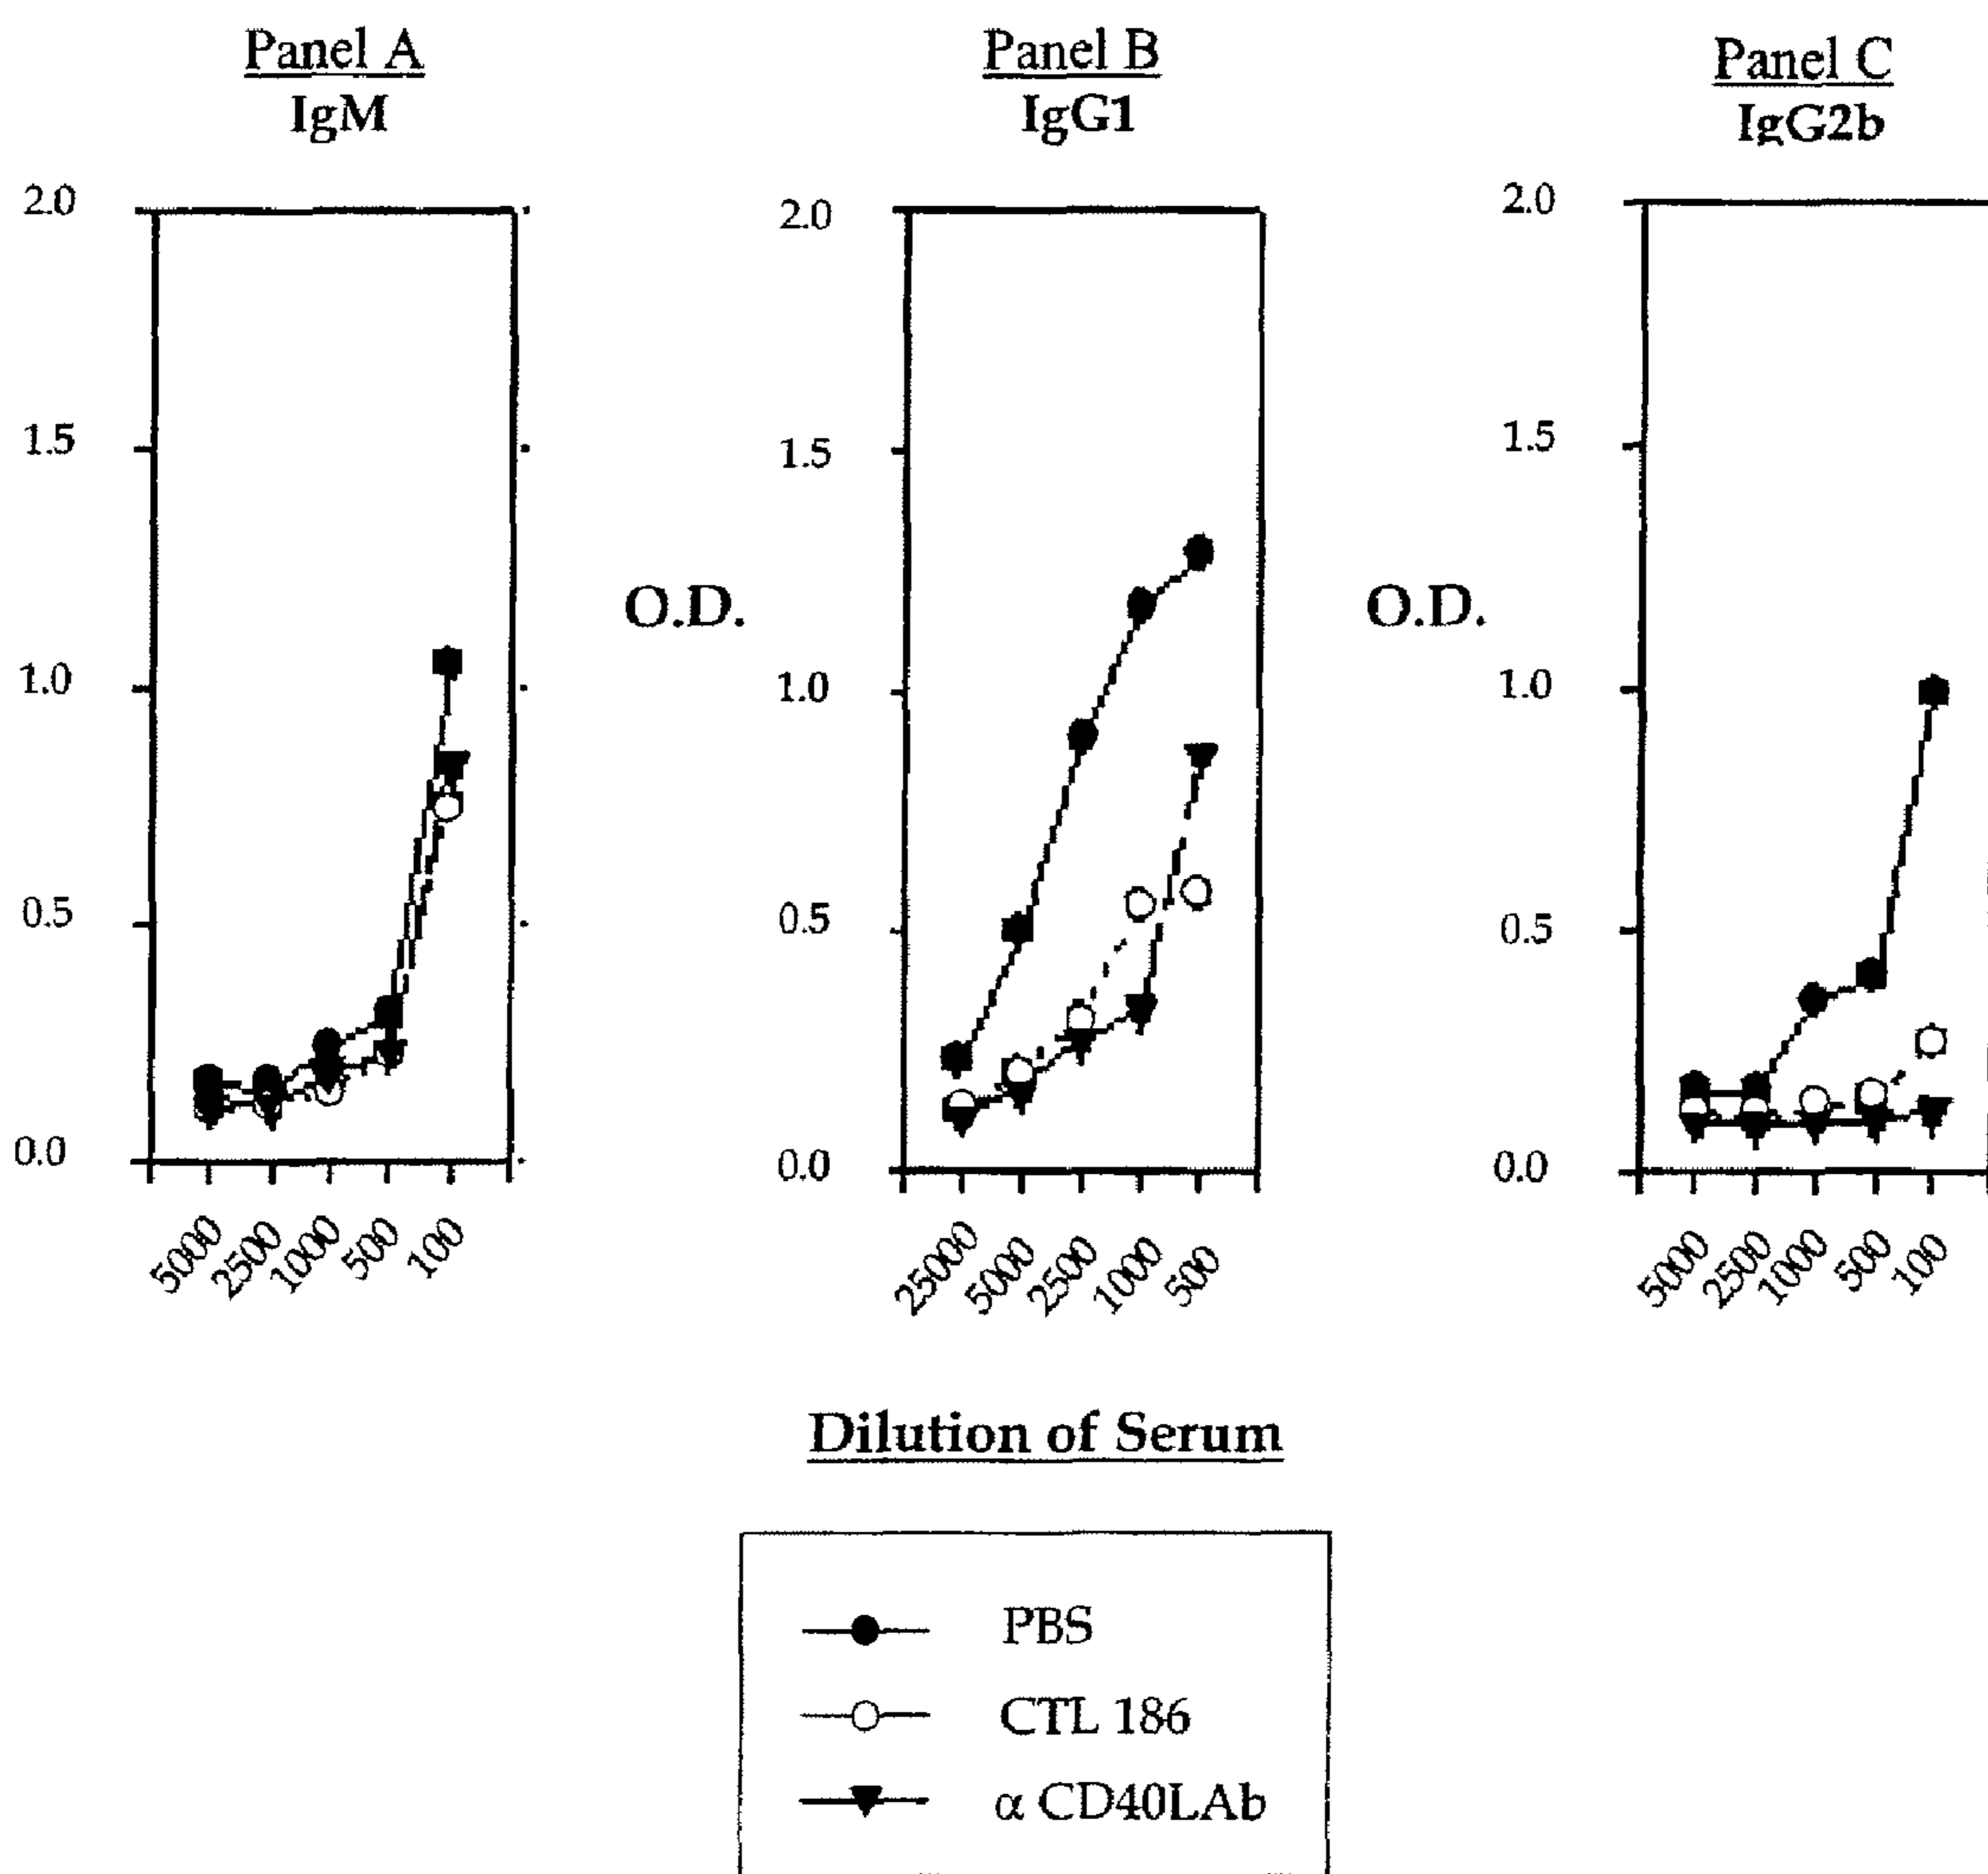 Panel A
IgM
2.0
1.5
1.0
0.5
0.0
5000
2500
1000
500
100
Panel B
IgG1
O.D.
2.0
1.5
1.0
0.5
0.0
25000
5000
2500
1000
500
Panel C
IgG2b
O.D.
2.0
1.5
1.0
0.5
0.0
5000
2500
1000
500
100
Dilution of Serum
PBS
CTL 186
α CD40LAb